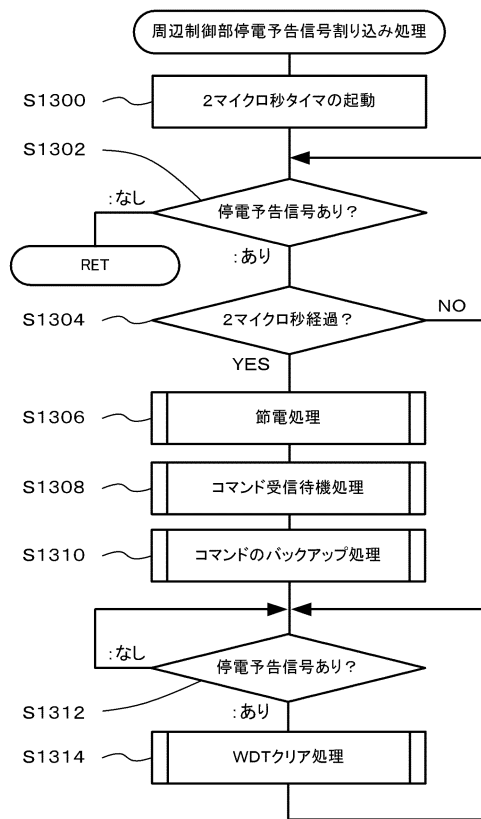 周辺制御部停電予告信号割り込み処理
S1300
2マイクロ秒タイマの起動
S1302
:なし
停電予告信号あり?
RET
:あり
S1304
2マイクロ秒経過?
NO
YES
S1306
節電処理
S1308
コマンド受信待機処理
S1310
コマンドのバックアップ処理
:なし
停電予告信号あり?
S1312
:あり
S1314
WDTクリア処理